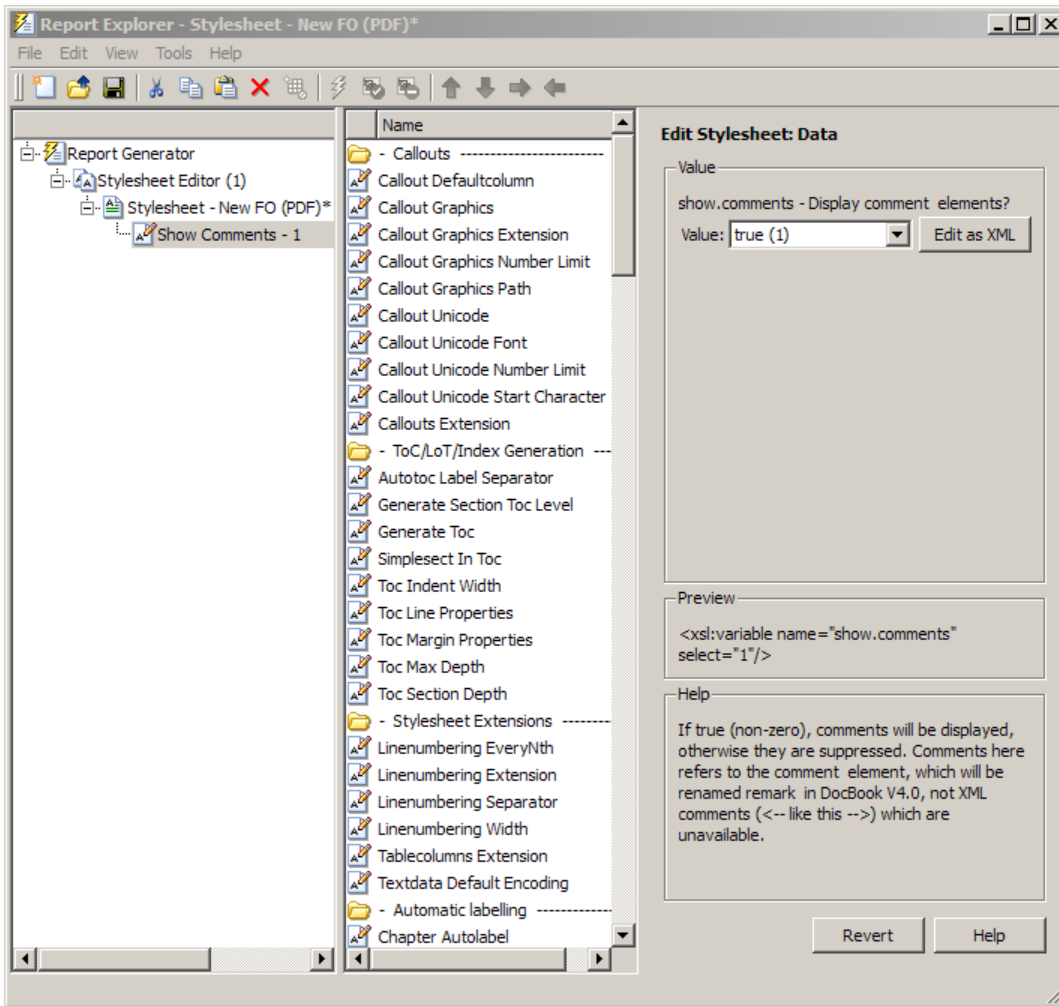 Report Explorer - Stylesheet - New FO (PDF)*
File Edit View Tools Help
Report Generator
Stylesheet Editor (1)
Stylesheet - New FO (PDF)*
Show Comments - 1
Name
- Callouts ------------------------
Callout Defaultcolumn
Callout Graphics
Callout Graphics Extension
Callout Graphics Number Limit
Callout Graphics Path
Callout Unicode
Callout Unicode Font
Callout Unicode Number Limit
Callout Unicode Start Character
Callouts Extension
- ToC/LoT/Index Generation ---
Autotoc Label Separator
Generate Section Toc Level
Generate Toc
Simplesect In Toc
Toc Indent Width
Toc Line Properties
Toc Margin Properties
Toc Max Depth
Toc Section Depth
- Stylesheet Extensions --------
Linenumbering EveryNth
Linenumbering Extension
Linenumbering Separator
Linenumbering Width
Tablecolumns Extension
Textdata Default Encoding
- Automatic labelling ------------
Chapter Autolabel
Edit Stylesheet: Data
Value
show.comments - Display comment elements?
Value: true (1) Edit as XML
Preview
<xsl:variable name="show.comments"
select="1"/>
Help
If true (non-zero), comments will be displayed,
otherwise they are suppressed. Comments here
refers to the comment element, which will be
renamed remark in DocBook V4.0, not XML
comments (<-- like this -->) which are
unavailable.
Revert Help